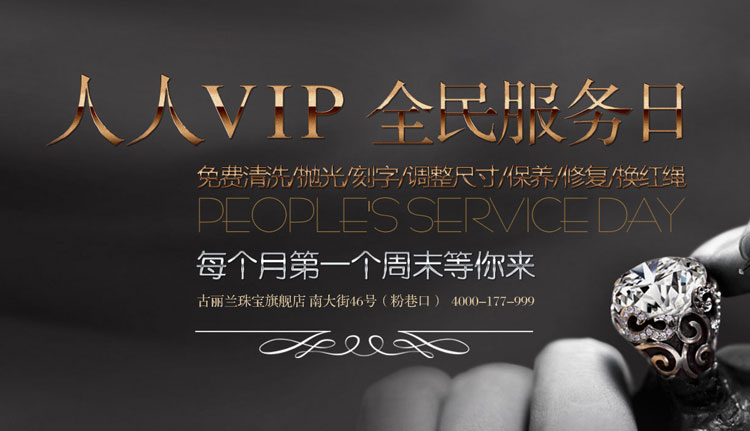 人人VIP 全民服务日
免费清洗/抛光/刻字/调整尺寸/保养/修复/换红绳
PEOPLE'S SERVICE DAY
每个月第一个周末等你来
古丽兰珠宝旗舰店 南大街46号（粉巷口） 4000-177-999